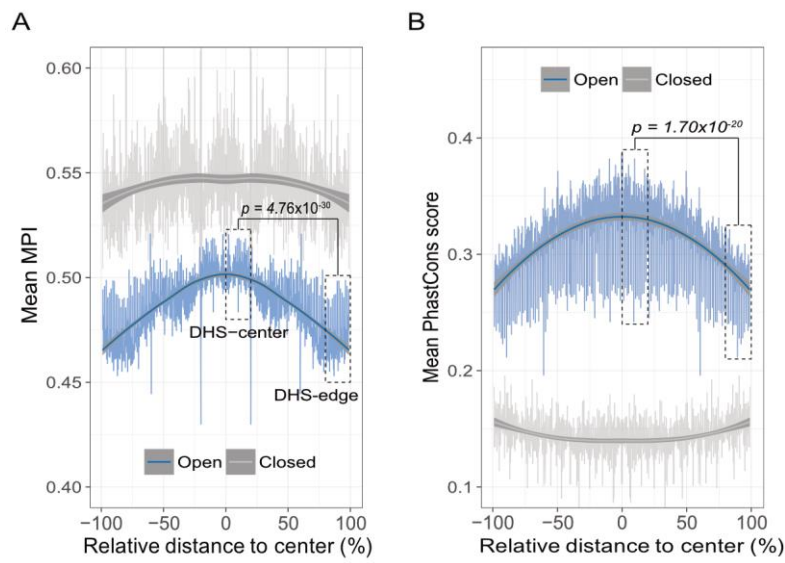 A
Mean MPI
0.60
0.55
0.50
0.45
0.40
p = 4.76x10-30
DHS−center
DHS-edge
Open Closed
−100 −50 0 50 100
Relative distance to center (%)
B
Mean PhastCons score
Open Closed
0.4
0.3
0.2
0.1
p = 1.70x10-20
−100 −50 0 50 100
Relative distance to center (%)